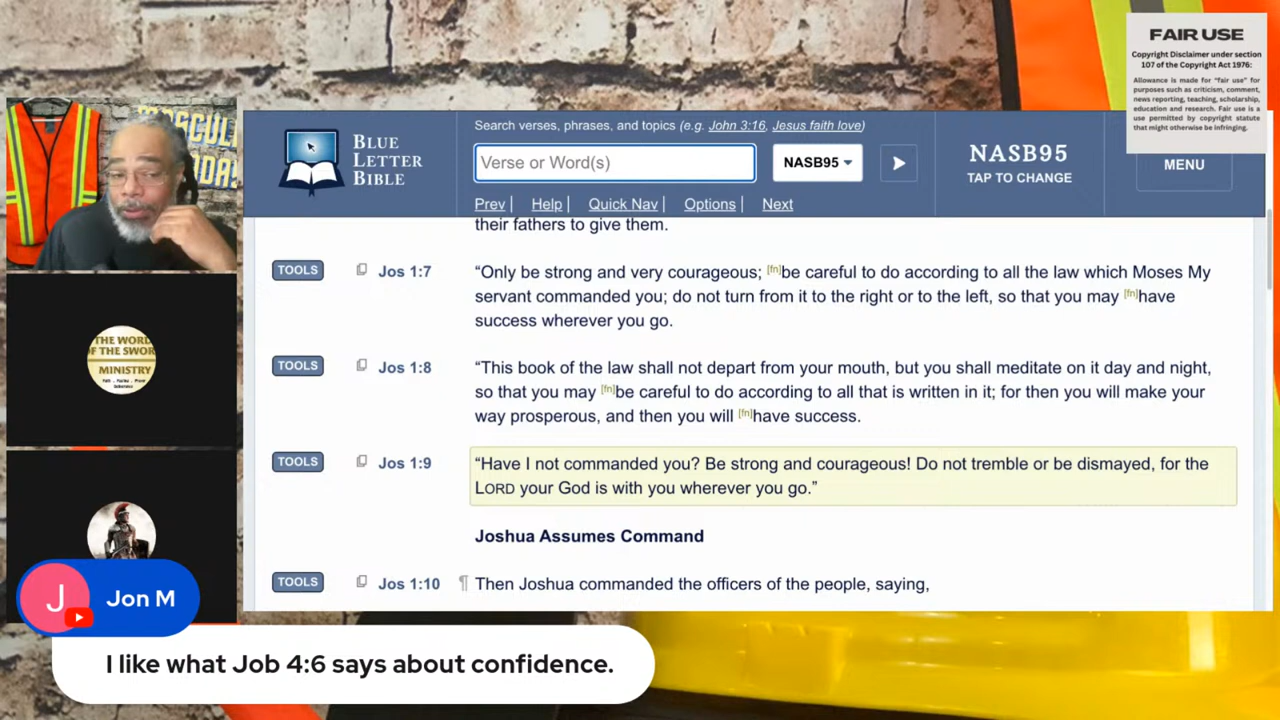 FAIR USE
Copyright Disclaimer under section
107 of the Copyright Act 1976:
Allowance is made for "fair use" for
purposes such as criticism, comment,
news reporting, teaching, scholarship,
education and research. Fair use is a
use permitted by copyright statute
that might otherwise be infringing.
BLUE
LETTER
BIBLE
Search verses, phrases, and topics (e.g. John 3:16, Jesus faith love)
Verse or Word(s)
NASB95
NASB95
TAP TO CHANGE
MENU
Prev | Help | Quick Nav | Options | Next
their fathers to give them.
TOOLS Jos 1:7 “Only be strong and very courageous; [fn]be careful to do according to all the law which Moses My
servant commanded you; do not turn from it to the right or to the left, so that you may [fn]have
success wherever you go.
TOOLS Jos 1:8 “This book of the law shall not depart from your mouth, but you shall meditate on it day and night,
so that you may [fn]be careful to do according to all that is written in it; for then you will make your
way prosperous, and then you will [fn]have success.
TOOLS Jos 1:9 “Have I not commanded you? Be strong and courageous! Do not tremble or be dismayed, for the
LORD your God is with you wherever you go.”
Joshua Assumes Command
TOOLS Jos 1:10 ¶ Then Joshua commanded the officers of the people, saying,
THE WORD
OF THE SWOR
MINISTRY
J
Jon M
I like what Job 4:6 says about confidence.